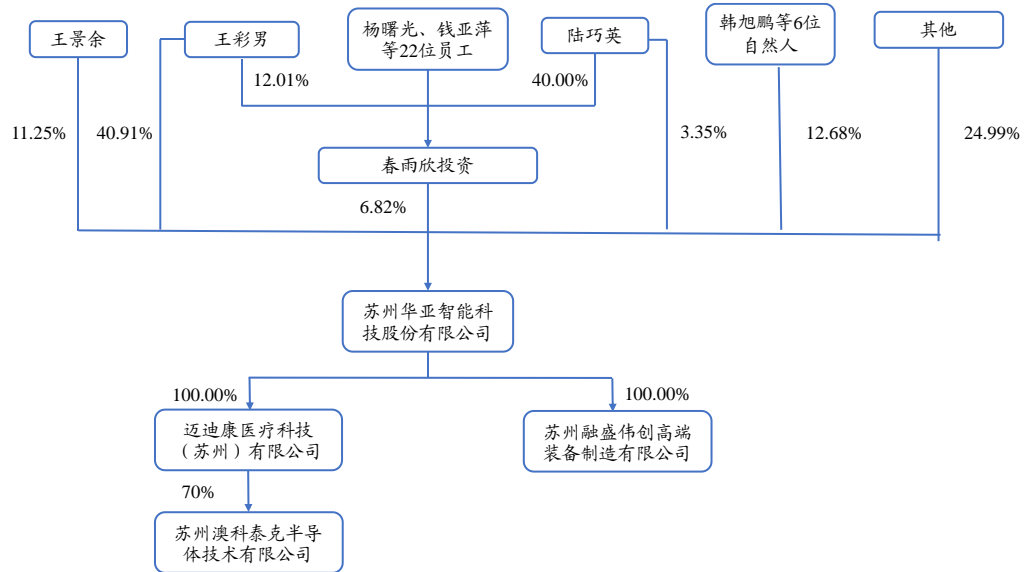 王景余
王彩男
杨曙光、钱亚萍
等22位员工
陆巧英
韩旭鹏等6位
自然人
其他
12.01%
40.00%
11.25%
40.91%
3.35%
12.68%
24.99%
春雨欣投资
6.82%
苏州华亚智能科
技股份有限公司
100.00%
100.00%
迈迪康医疗科技
（苏州）有限公司
苏州融盛伟创高端
装备制造有限公司
70%
苏州澳科泰克半导
体技术有限公司